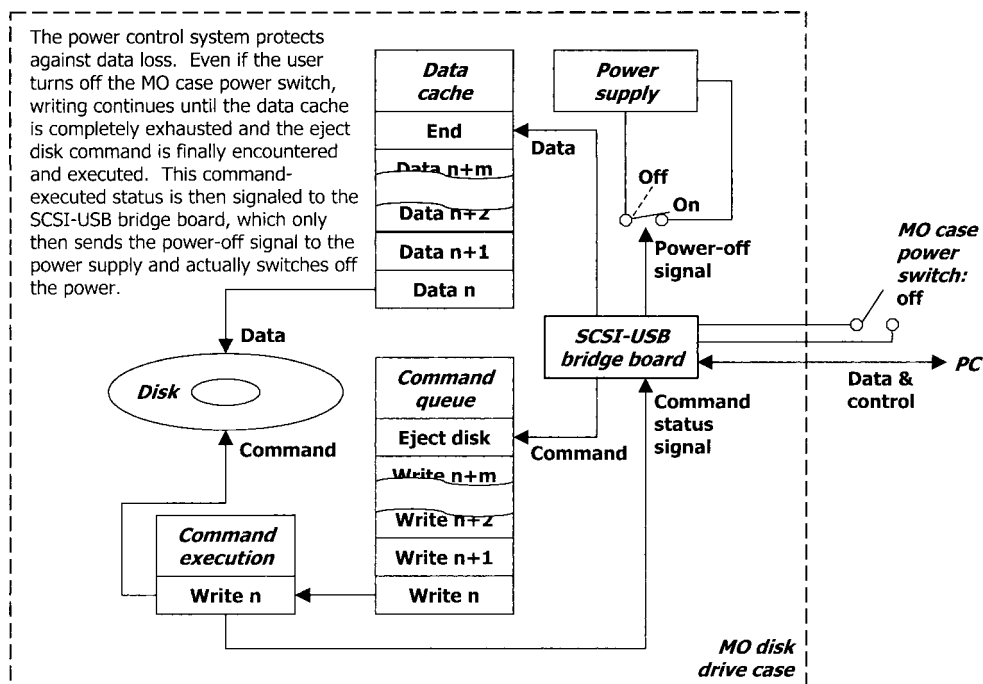 The power control system protects
against data loss. Even if the user
turns off the MO case power switch,
writing continues until the data cache
is completely exhausted and the eject
disk command is finally encountered
and executed. This command-
executed status is then signaled to the
SCSI-USB bridge board, which only
then sends the power-off signal to the
power supply and actually switches off
the power.
Data
cache
End
Data n+m
Data n+2
Data n+1
Data n
Data
Power
supply
Off
On
Power-off
signal
MO case
power
switch:
off
SCSI-USB
bridge board
PC
Data &
control
Data
Disk
Command
Command
queue
Eject disk
Write n+m
Write n+2
Write n+1
Write n
Command
Command
status
signal
Command
execution
Write n
MO disk
drive case